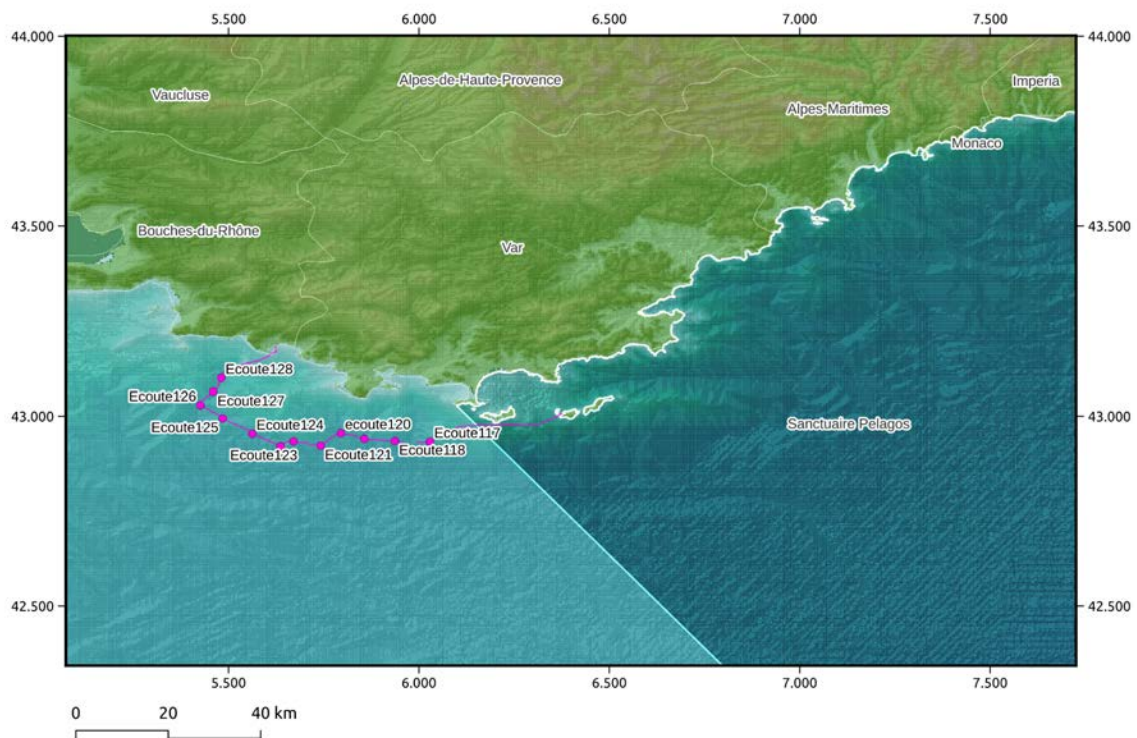 5.500 6.000 6.500 7.000 7.500
44.000 44.000
Alpes-de-Haute-Provence Imperia
Vaucluse
Alpes-Maritimes
Monaco
43.500 43.500
Bouches-du-Rhône
Var
Ecoute128
Ecoute126
Ecoute127
43.000 43.000
Ecoute125 Ecoute124 ecoute120 Sanctuaire Pelagos
Ecoute117
Ecoute123 Ecoute121 Ecoute118
42.500 42.500
5.500 6.000 6.500 7.000 7.500
0 20 40 km